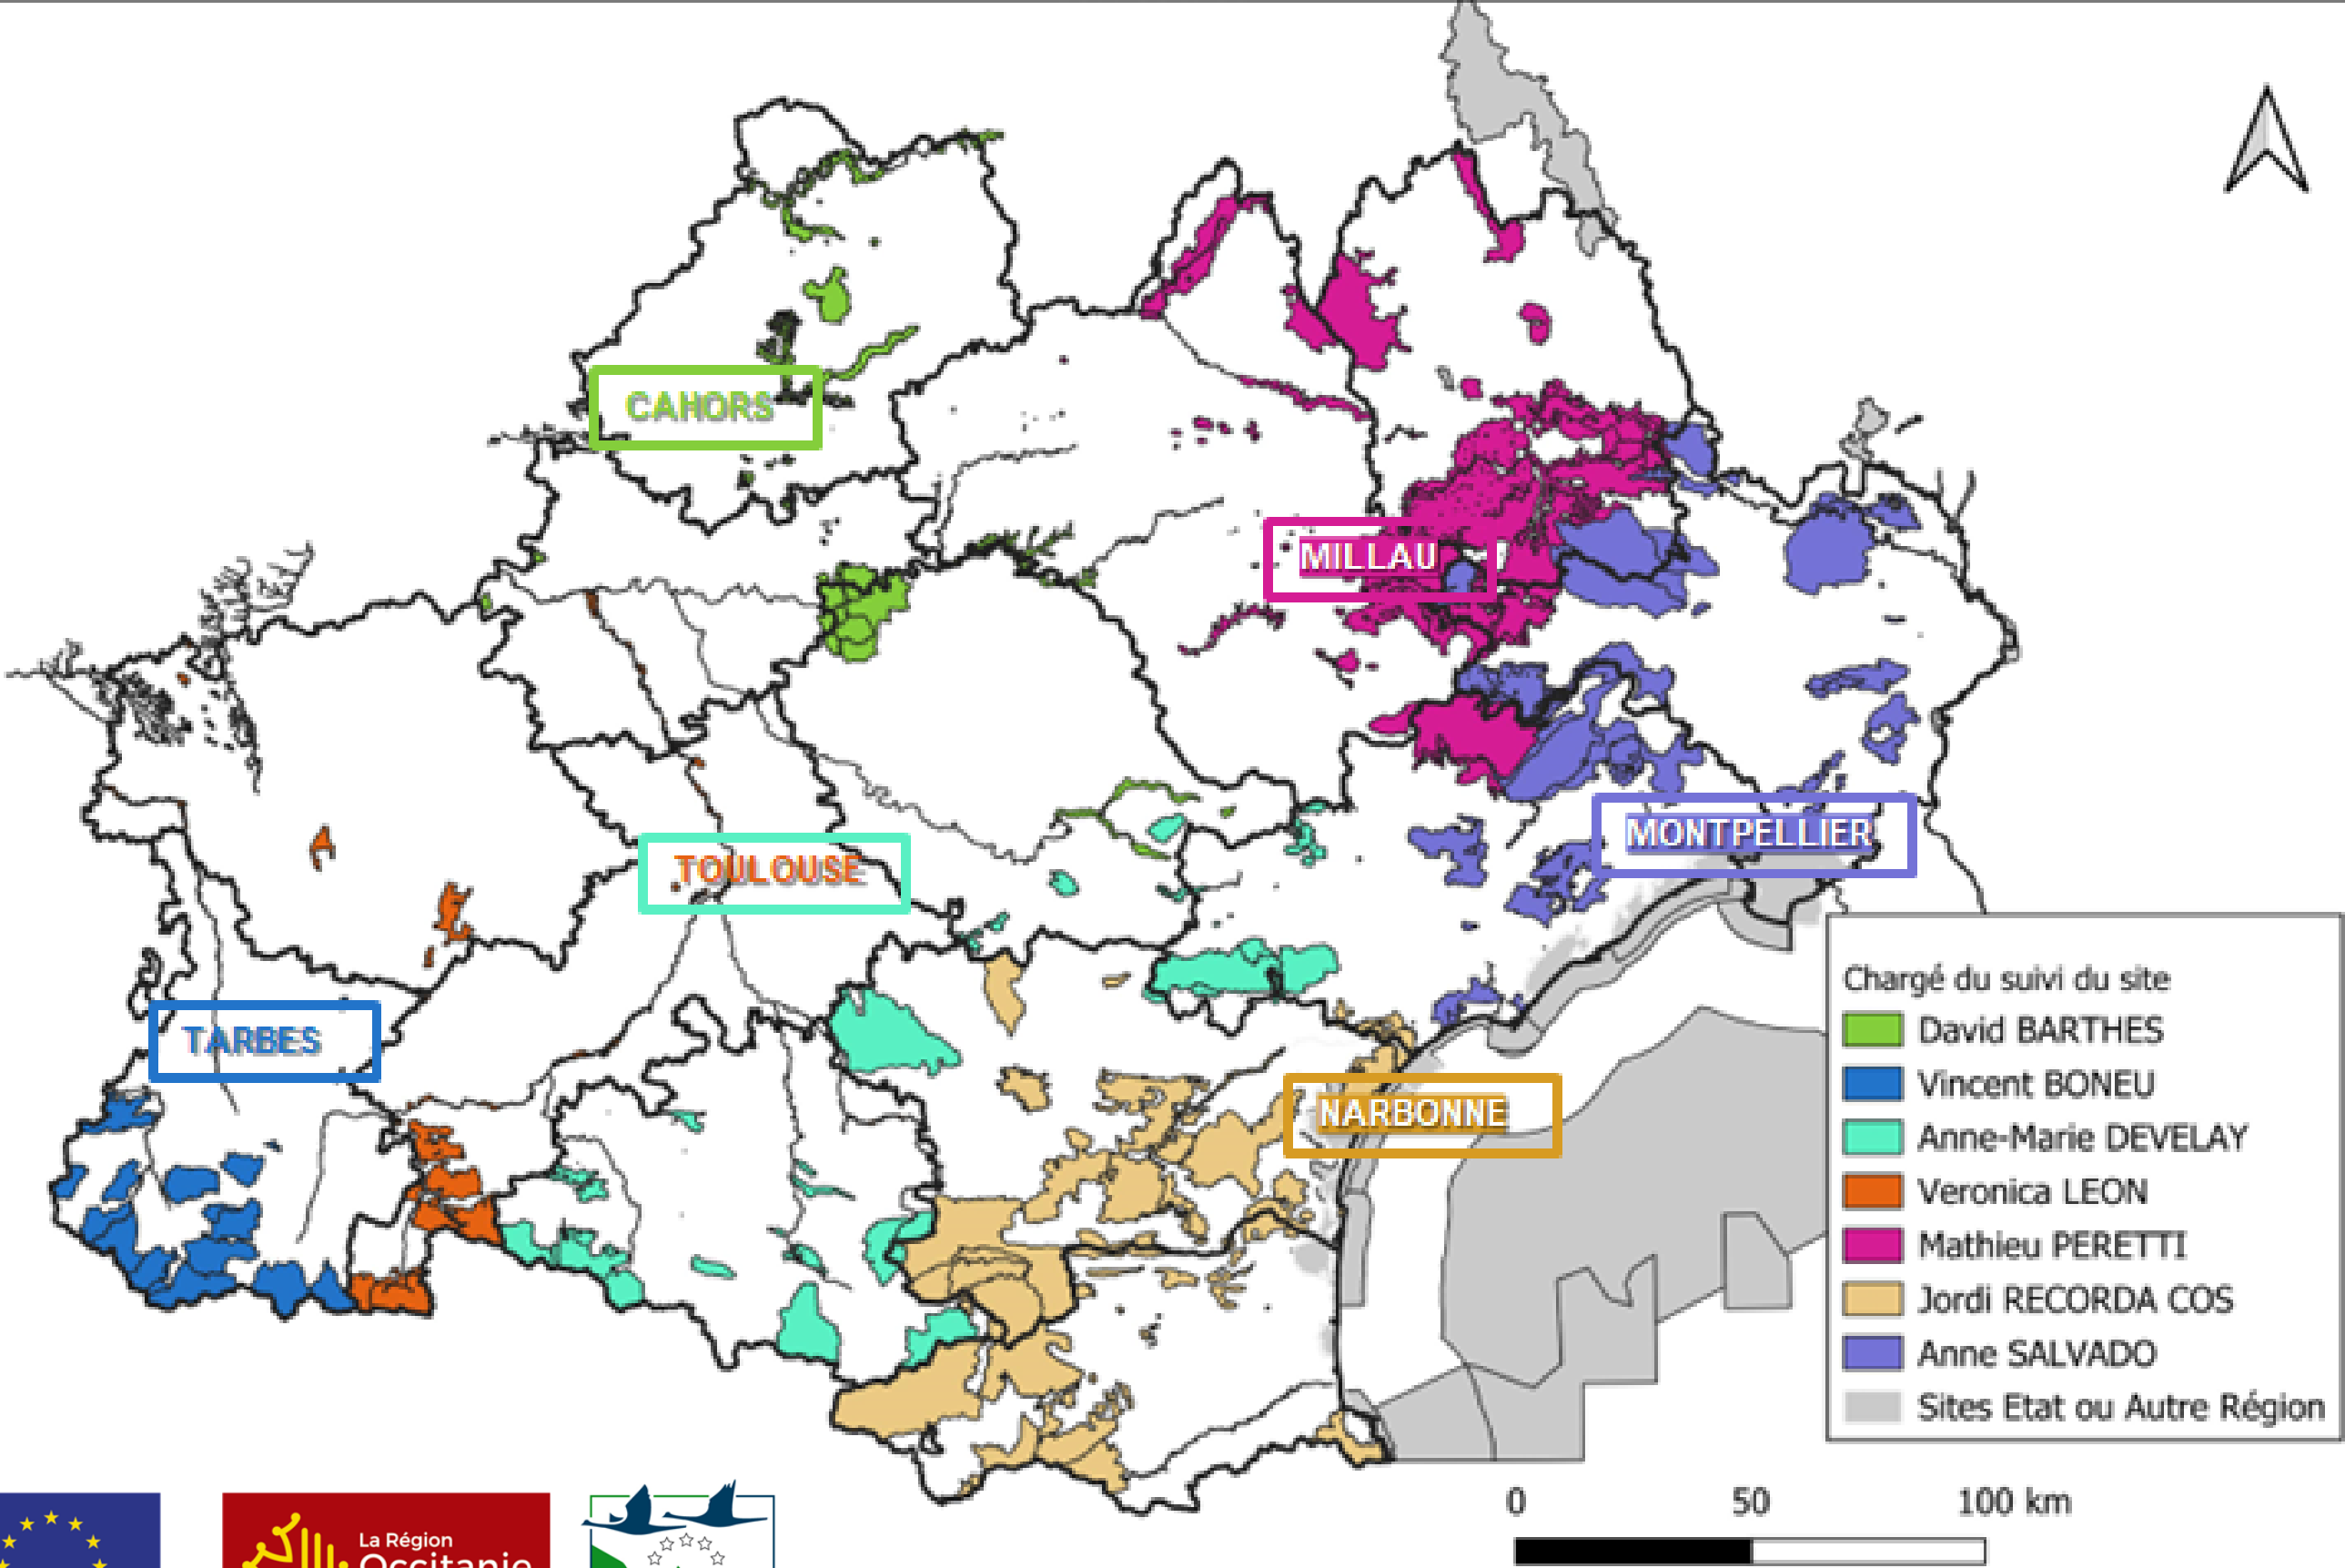 CAHORS
MILLAU
MONTPELLIER
TOULOUSE
TARBES
NARBONNE
Chargé du suivi du site
David BARTHES
Vincent BONEU
Anne-Marie DEVELAY
Veronica LEON
Mathieu PERETTI
Jordi RECORDA COS
Anne SALVADO
Sites Etat ou Autre Région
0 50 100 km
La Région
Occitanie